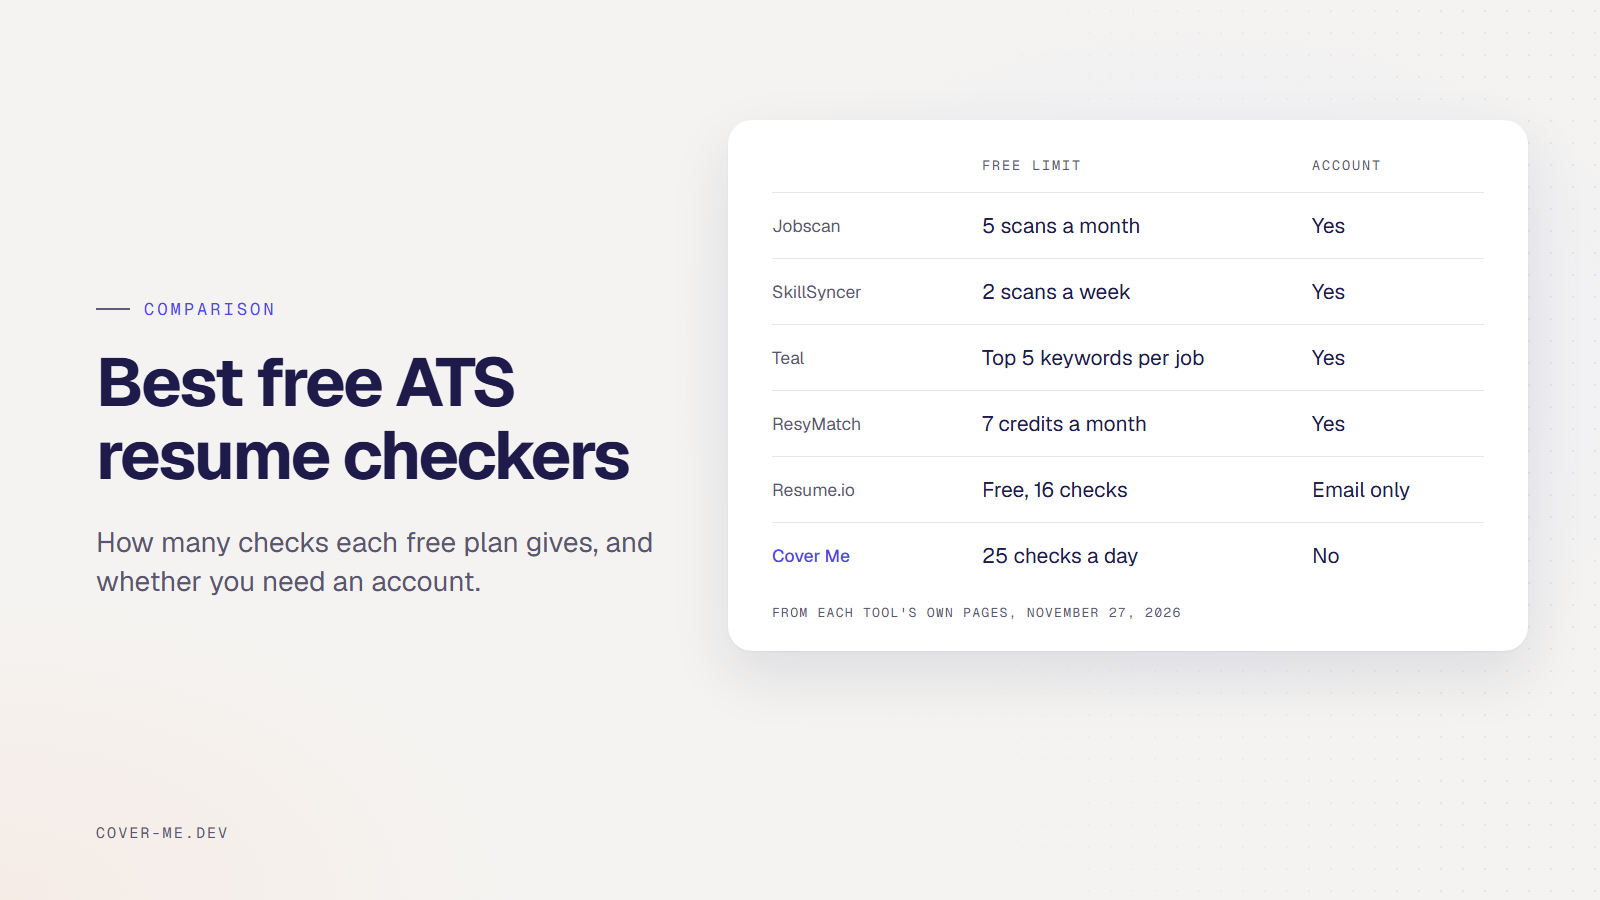 COMPARISON
Best free ATS
resume checkers
How many checks each free plan gives, and
whether you need an account.
COVER-ME.DEV
FREE LIMIT ACCOUNT
Jobscan 5 scans a month Yes
SkillSyncer 2 scans a week Yes
Teal Top 5 keywords per job Yes
ResyMatch 7 credits a month Yes
Resume.io Free, 16 checks Email only
Cover Me 25 checks a day No
FROM EACH TOOL'S OWN PAGES, NOVEMBER 27, 2026